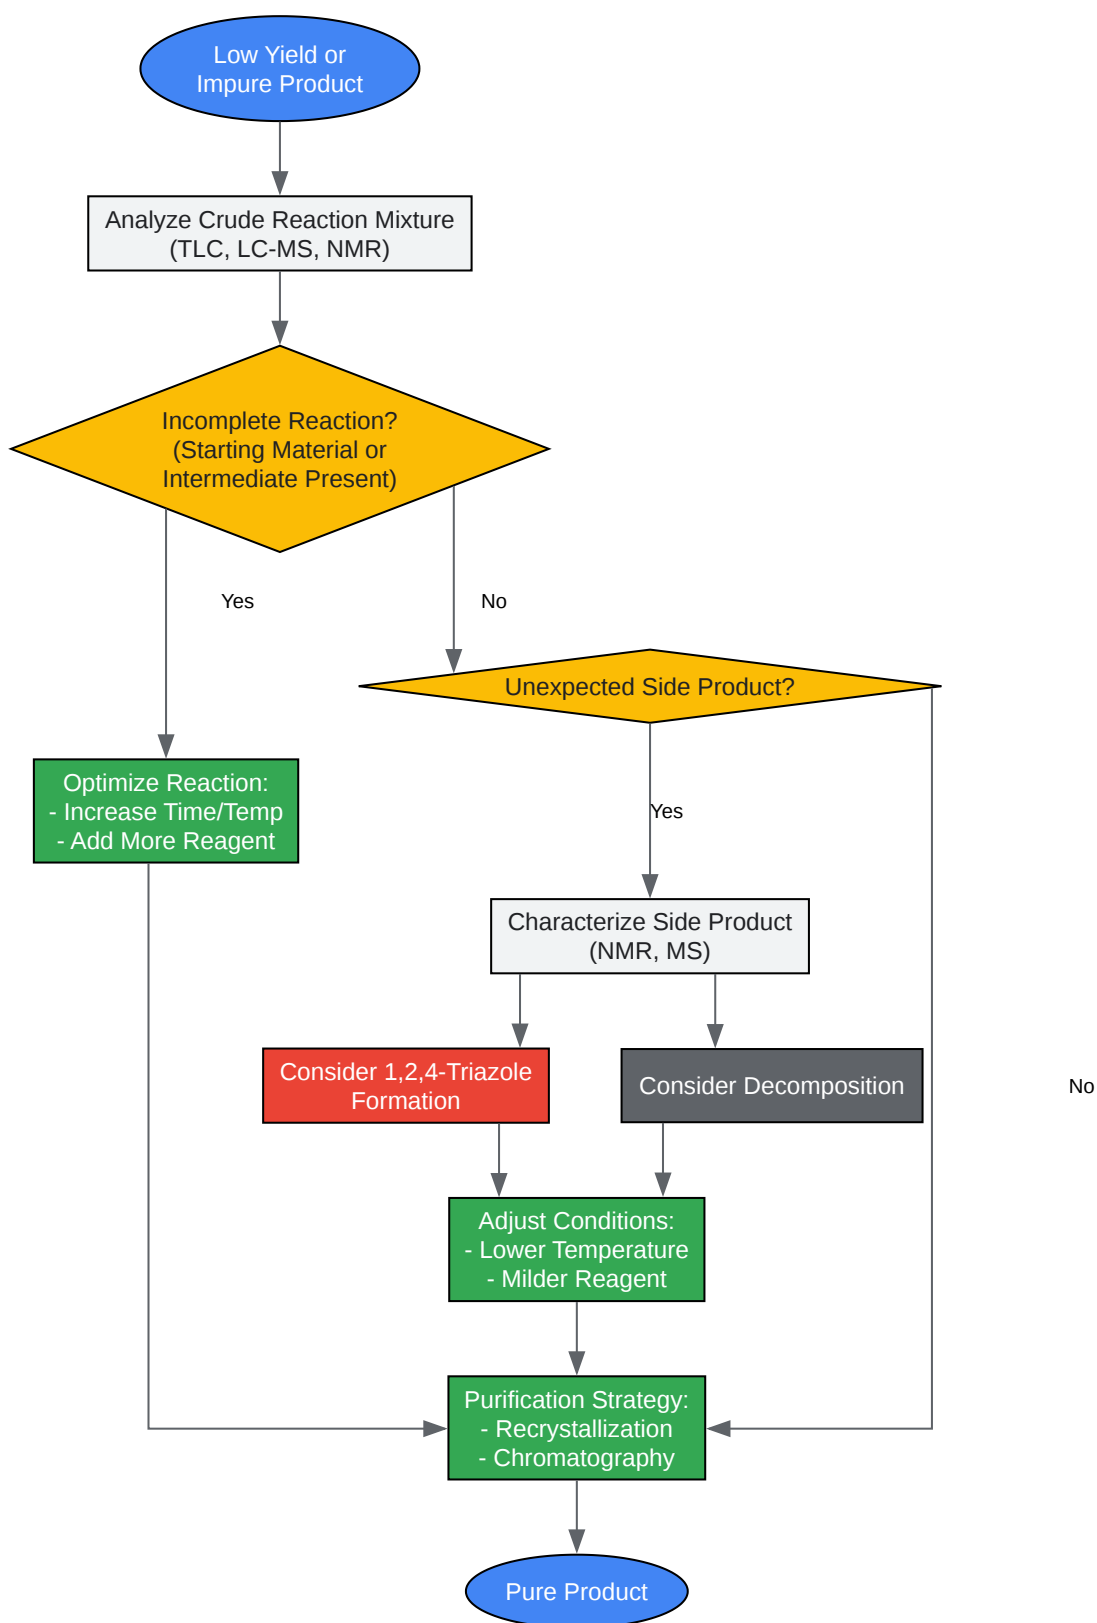 Low Yield or
Impure Product
Analyze Crude Reaction Mixture
(TLC, LC-MS, NMR)
Incomplete Reaction?
(Starting Material or
Intermediate Present)
Yes
No
Unexpected Side Product?
Optimize Reaction:
- Increase Time/Temp
- Add More Reagent
Yes
Characterize Side Product
(NMR, MS)
Consider 1,2,4-Triazole
Formation
Consider Decomposition
No
Adjust Conditions:
- Lower Temperature
- Milder Reagent
Purification Strategy:
- Recrystallization
- Chromatography
Pure Product